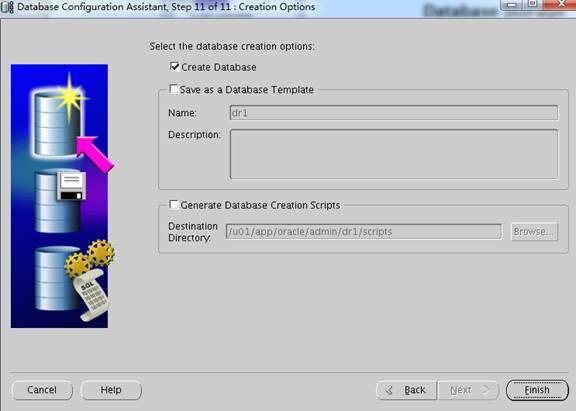 Database Configuration Assistant, Step 11 of 11 : Creation Options
Select the database creation options:
Create Database
Save as a Database Template
Name:
dr1
Description:
Generate Database Creation Scripts
Destination
Directory:
/u01/app/oracle/admin/dr1/scripts
Browse...
SQL
Cancel
Help
Back
Next
Finish